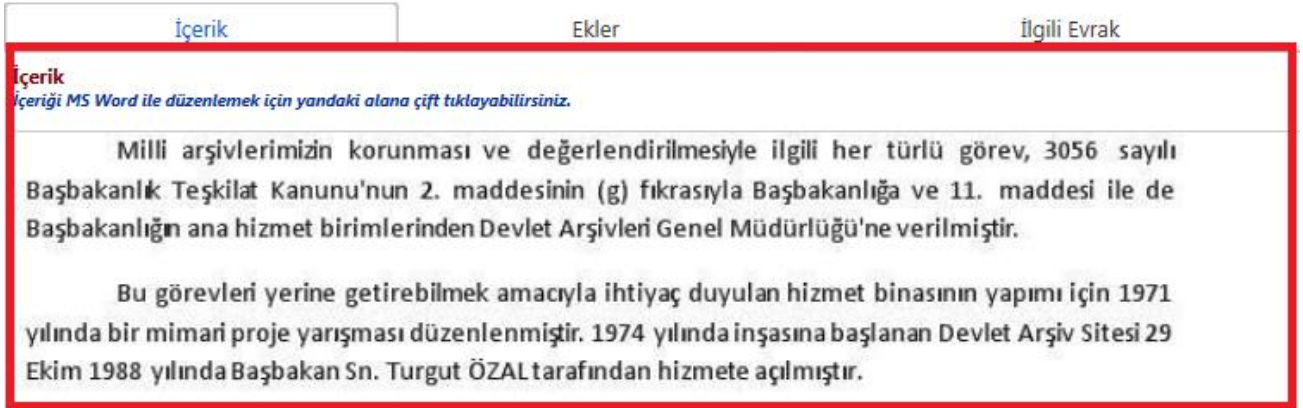 İçerik Ekler İlgili Evrak
İçerik
İçeriği MS Word ile düzenlemek için yandaki alana çift tıklayabilirsiniz.
Milli arşivlerimizin korunması ve değerlendirilmesiyle ilgili her türlü görev, 3056 sayılı
Başbakanlık Teşkilat Kanunu'nun 2. maddesinin (g) fıkrasıyla Başbakanlığa ve 11. maddesi ile de
Başbakanlığın ana hizmet birimlerinden Devlet Arşivleri Genel Müdürlüğü'ne verilmiştir.
Bu görevleri yerine getirebilmek amacıyla ihtiyaç duyulan hizmet binasının yapımı için 1971
yılında bir mimari proje yarışması düzenlenmiştir. 1974 yılında inşasına başlanan Devlet Arşiv Sitesi 29
Ekim 1988 yılında Başbakan Sn. Turgut ÖZAL tarafından hizmete açılmıştır.